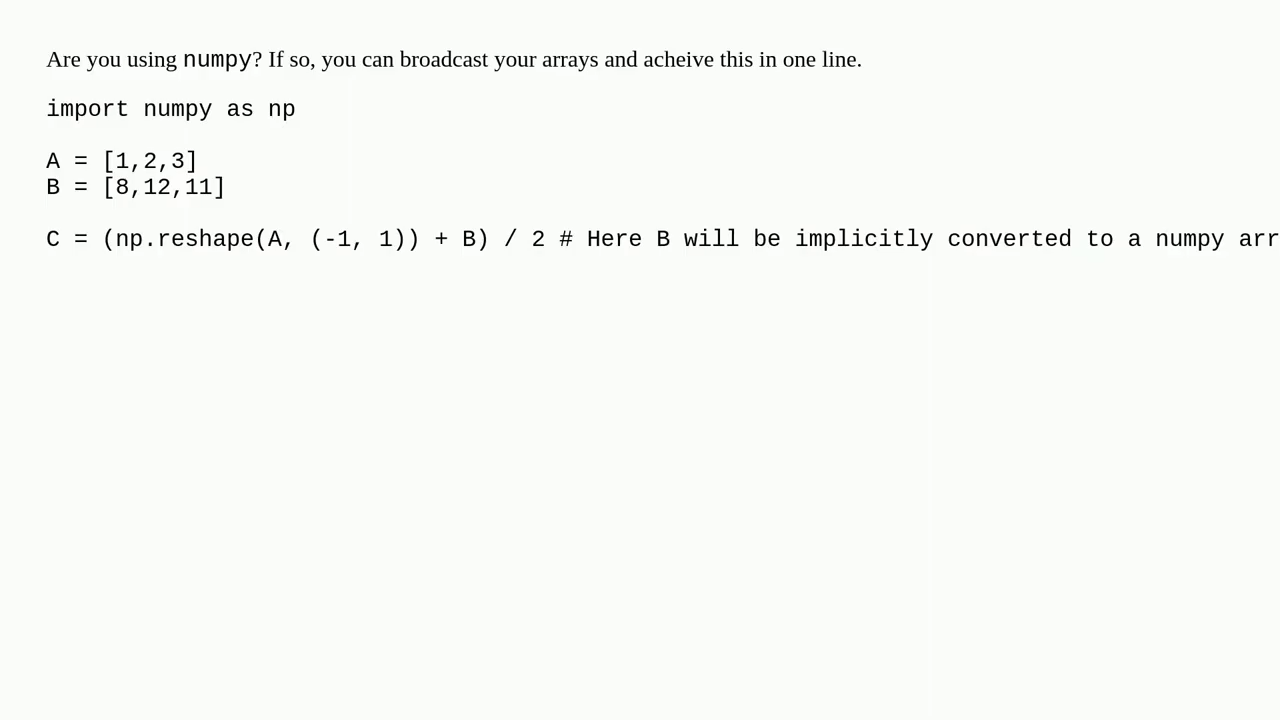 Are you using numpy? If so, you can broadcast your arrays and acheive this in one line.
import numpy as np
A = [1,2,3]
B = [8,12,11]
C = (np.reshape(A, (-1, 1)) + B) / 2 # Here B will be implicitly converted to a numpy arr